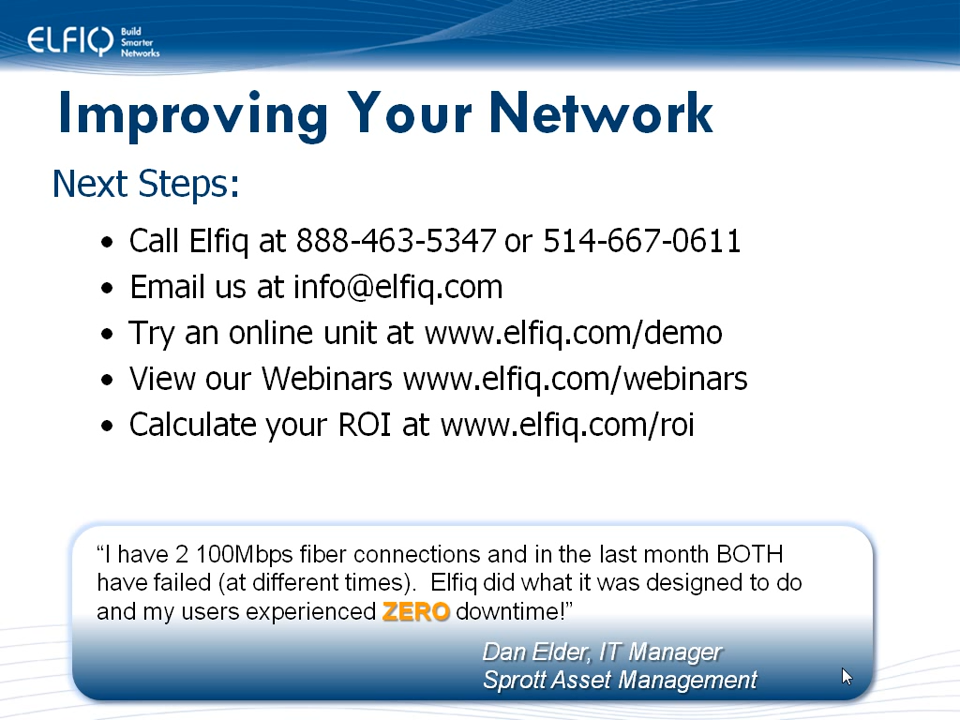 ELFIQ
Build
Smarter
Networks
Improving Your Network
Next Steps:
• Call Elfiq at 888-463-5347 or 514-667-0611
• Email us at info@elfiq.com
• Try an online unit at www.elfiq.com/demo
• View our Webinars www.elfiq.com/webinars
• Calculate your ROI at www.elfiq.com/roi
“I have 2 100Mbps fiber connections and in the last month BOTH
have failed (at different times).  Elfiq did what it was designed to do
and my users experienced ZERO downtime!”
Dan Elder, IT Manager
Sprott Asset Management